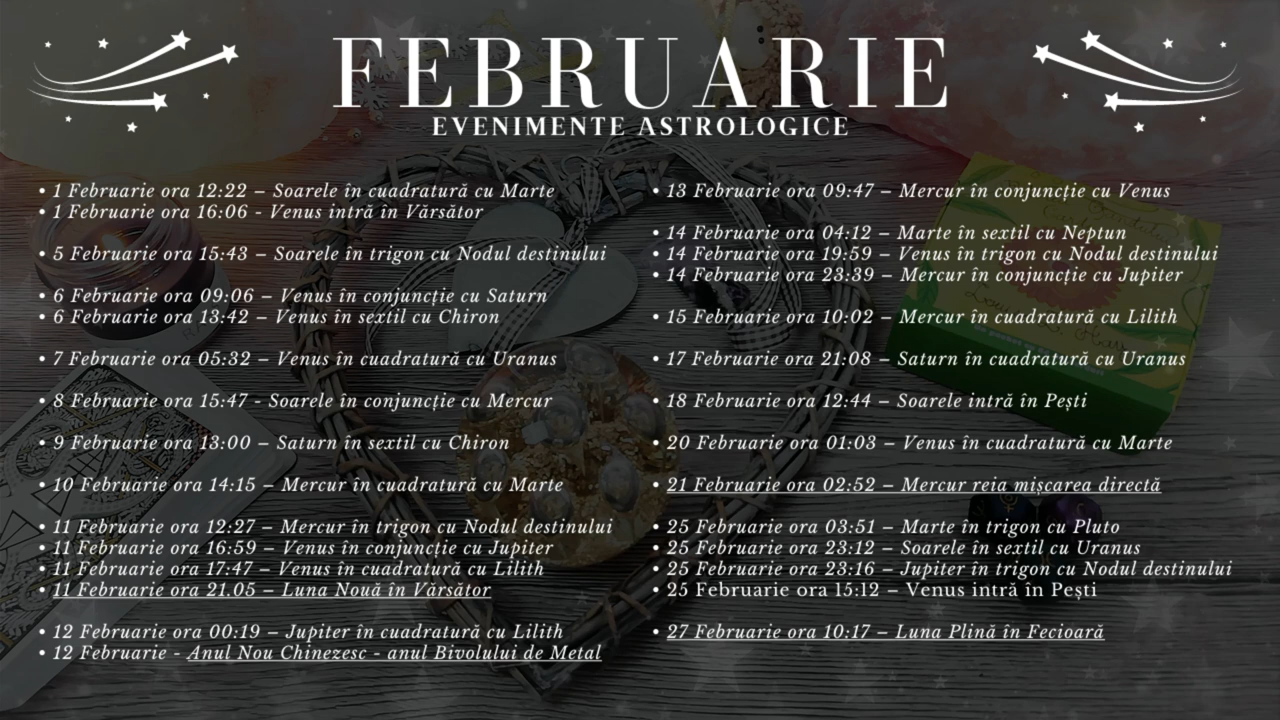 FEBRUARIE
EVENIMENTE ASTROLOGICE
• 1 Februarie ora 12:22 – Soarele în cuadratură cu Marte
• 1 Februarie ora 16:06 - Venus intră în Vărsător
• 5 Februarie ora 15:43 – Soarele în trigon cu Nodul destinului
• 6 Februarie ora 09:06 – Venus în conjuncție cu Saturn
• 6 Februarie ora 13:42 – Venus în sextil cu Chiron
• 7 Februarie ora 05:32 – Venus în cuadratură cu Uranus
• 8 Februarie ora 15:47 - Soarele în conjuncție cu Mercur
• 9 Februarie ora 13:00 – Saturn în sextil cu Chiron
• 10 Februarie ora 14:15 – Mercur în cuadratură cu Marte
• 11 Februarie ora 12:27 – Mercur în trigon cu Nodul destinului
• 11 Februarie ora 16:59 – Venus în conjuncție cu Jupiter
• 11 Februarie ora 17:47 – Venus în cuadratură cu Lilith
• 11 Februarie ora 21.05 – Luna Nouă în Vărsător
• 12 Februarie ora 00:19 – Jupiter în cuadratură cu Lilith
• 12 Februarie - Anul Nou Chinezesc - anul Bivolului de Metal
• 13 Februarie ora 09:47 – Mercur în conjuncție cu Venus
• 14 Februarie ora 04:12 – Marte în sextil cu Neptun
• 14 Februarie ora 19:59 – Venus în trigon cu Nodul destinului
• 14 Februarie ora 23:39 – Mercur în conjuncție cu Jupiter
• 15 Februarie ora 10:02 – Mercur în cuadratură cu Lilith
• 17 Februarie ora 21:08 – Saturn în cuadratură cu Uranus
• 18 Februarie ora 12:44 – Soarele intră în Pești
• 20 Februarie ora 01:03 – Venus în cuadratură cu Marte
• 21 Februarie ora 02:52 – Mercur reia mișcarea directă
• 25 Februarie ora 03:51 – Marte în trigon cu Pluto
• 25 Februarie ora 23:12 – Soarele în sextil cu Uranus
• 25 Februarie ora 23:16 – Jupiter în trigon cu Nodul destinului
• 25 Februarie ora 15:12 – Venus intră în Pești
• 27 Februarie ora 10:17 – Luna Plină în Fecioară